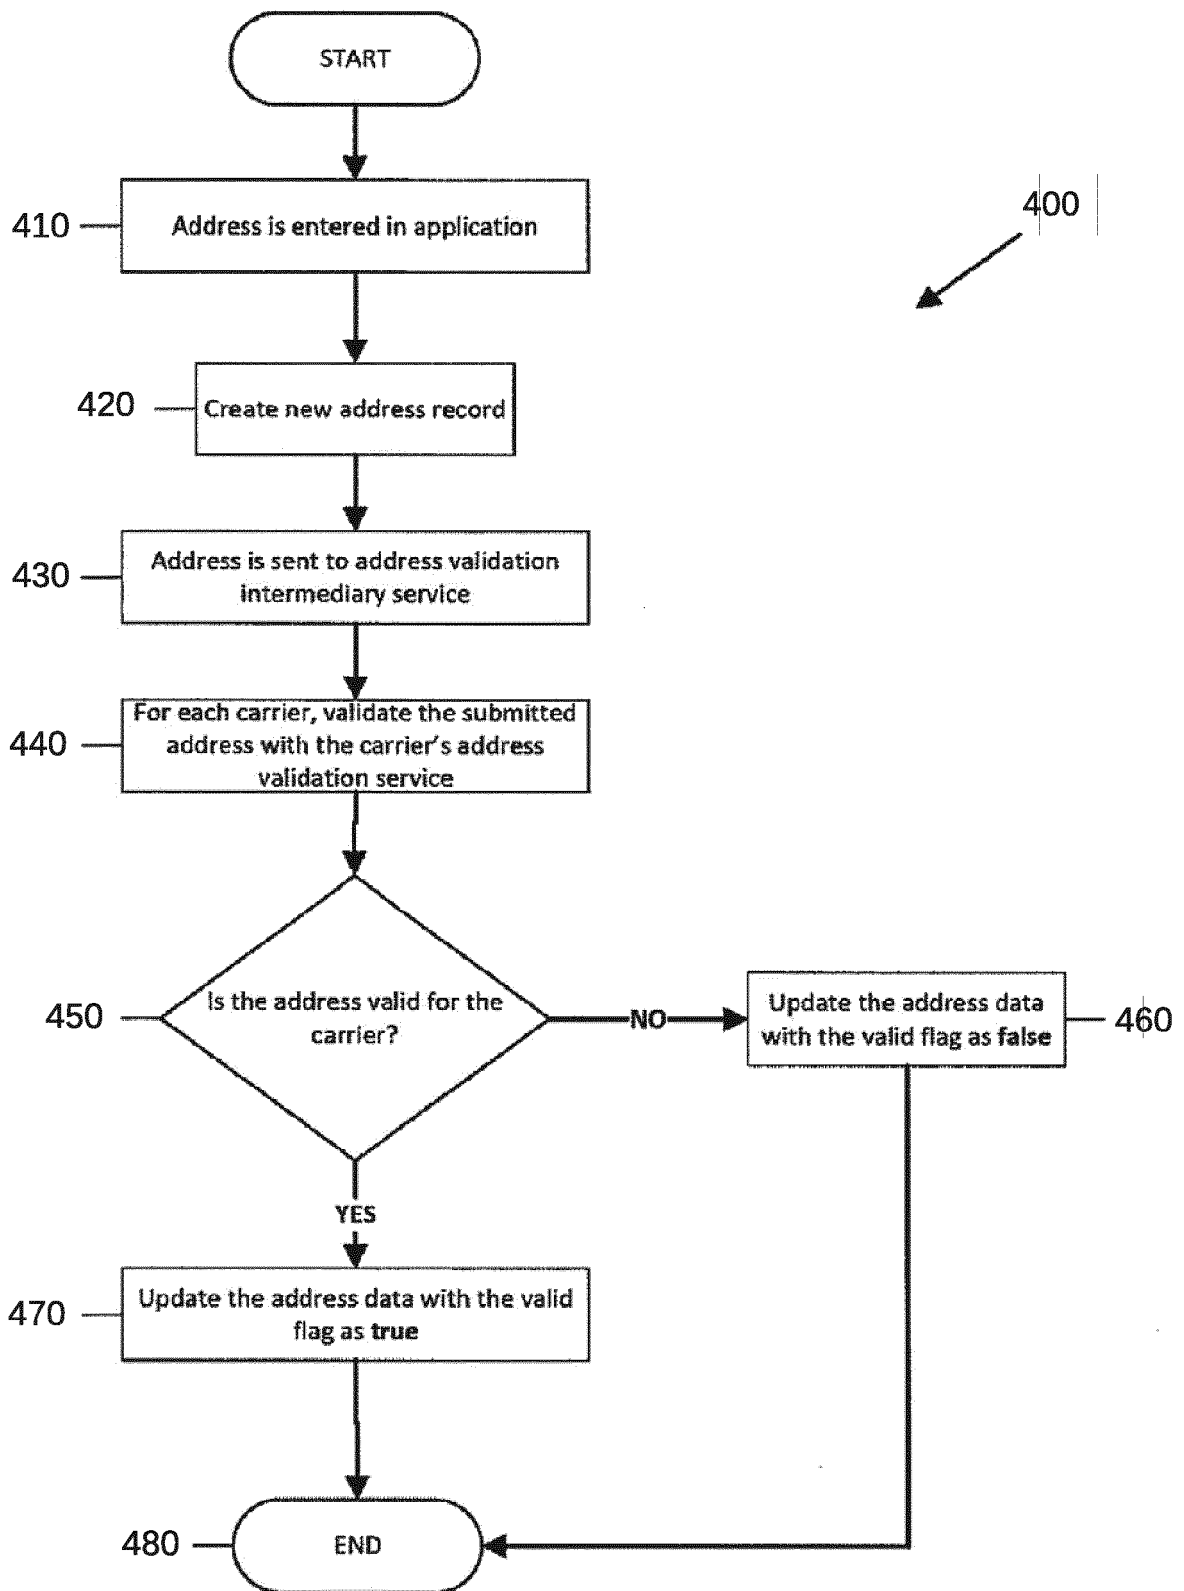 START
410
Address is entered in application
400
420
Create new address record
430
Address is sent to address validation
intermediary service
440
For each carrier, validate the submitted
address with the carrier's address
validation service
450
Is the address valid for the
carrier?
NO
Update the address data
with the valid flag as false
460
YES
470
Update the address data with the valid
flag as true
480
END